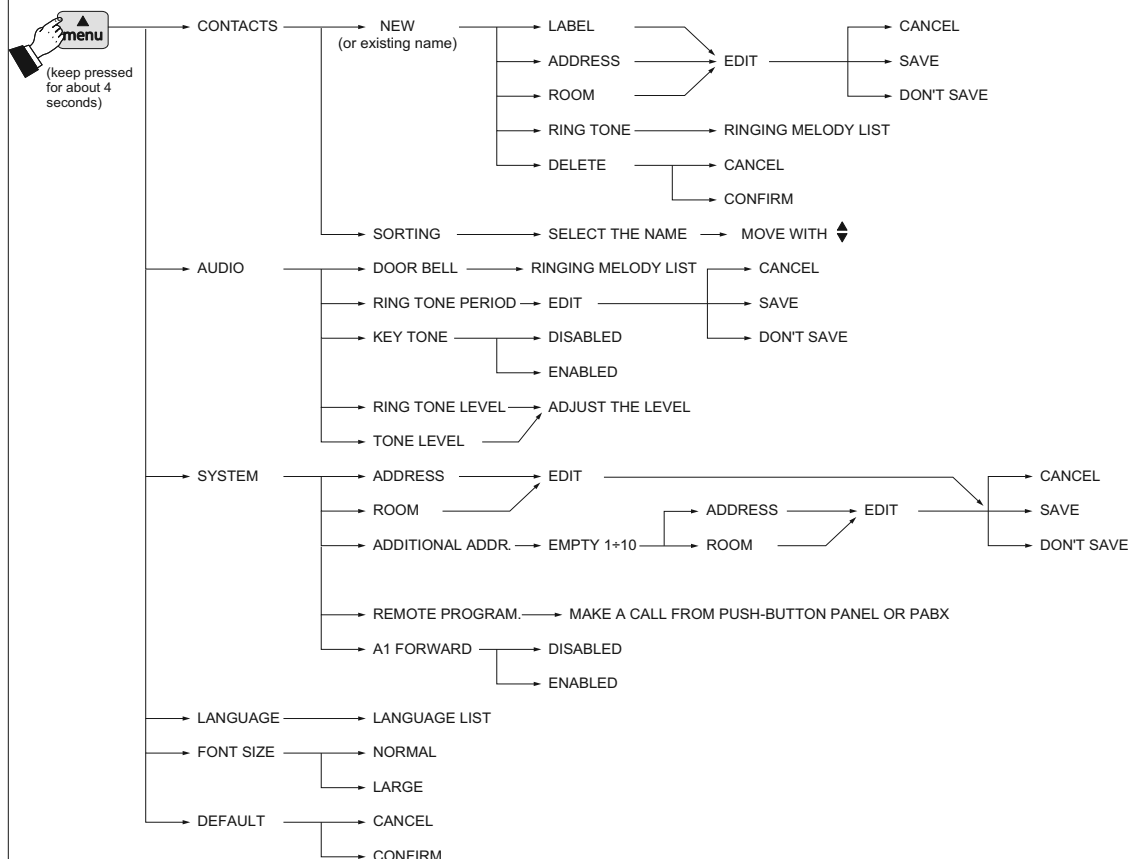 menu
(keep pressed
for about 4
seconds)
CONTACTS
NEW
(or existing name)
LABEL
ADDRESS
ROOM
EDIT
CANCEL
SAVE
DON'T SAVE
RING TONE
RINGING MELODY LIST
DELETE
CANCEL
CONFIRM
SORTING
SELECT THE NAME
MOVE WITH
AUDIO
DOOR BELL
RINGING MELODY LIST
RING TONE PERIOD
EDIT
CANCEL
SAVE
DON'T SAVE
KEY TONE
DISABLED
ENABLED
RING TONE LEVEL
ADJUST THE LEVEL
TONE LEVEL
SYSTEM
ADDRESS
EDIT
ROOM
ADDITIONAL ADDR.
EMPTY 1÷10
ADDRESS
ROOM
EDIT
CANCEL
SAVE
DON'T SAVE
REMOTE PROGRAM.
MAKE A CALL FROM PUSH-BUTTON PANEL OR PABX
A1 FORWARD
DISABLED
ENABLED
LANGUAGE
LANGUAGE LIST
FONT SIZE
NORMAL
LARGE
DEFAULT
CANCEL
CONFIRM